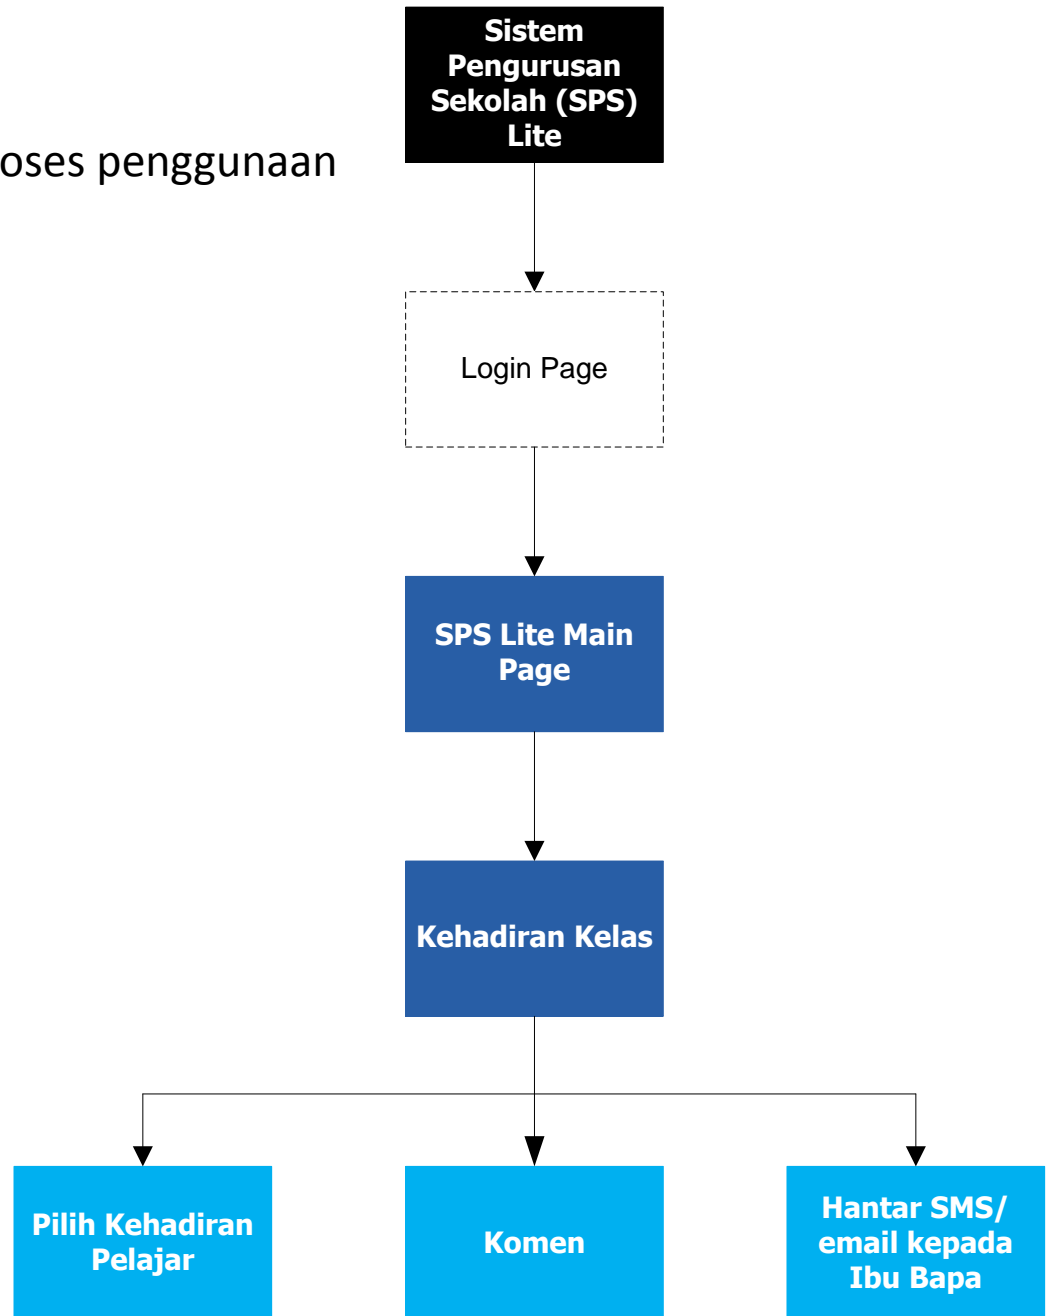 Sistem
Pengurusan
Sekolah (SPS)
Lite
oses penggunaan
Login Page
SPS Lite Main
Page
Kehadiran Kelas
Pilih Kehadiran
Pelajar
Komen
Hantar SMS/
email kepada
Ibu Bapa